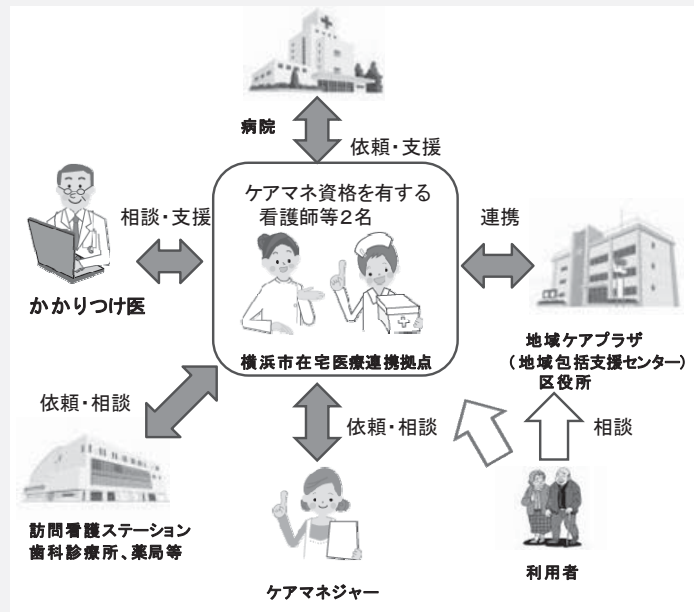 病院
依頼・支援
ケアマネ資格を有する
看護師等2名
相談・支援
連携
かかりつけ医
横浜市在宅医療連携拠点
地域ケアプラザ
（地域包括支援センター）
区役所
依頼・相談
依頼・相談
相談
訪問看護ステーション
歯科診療所、薬局等
ケアマネジャー
利用者